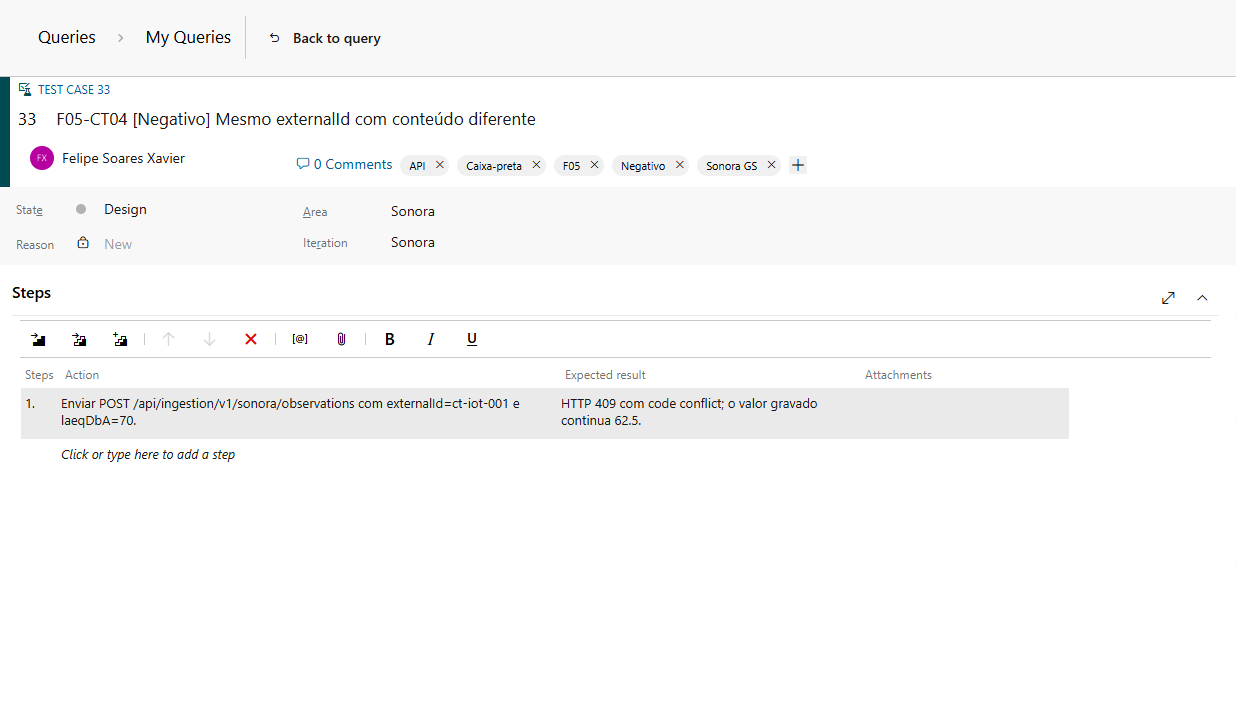 Queries > My Queries Back to query
TEST CASE 33
33 F05-CT04 [Negativo] Mesmo externalId com conteúdo diferente
FX Felipe Soares Xavier 0 Comments API × Caixa-preta × F05 × Negativo × Sonora GS × +
State Design Area Sonora
Reason New Iteration Sonora
Steps
[@] B I U
Steps Action Expected result Attachments
1. Enviar POST /api/ingestion/v1/sonora/observations com externalId=ct-iot-001 e HTTP 409 com code conflict; o valor gravado
laeqDbA=70. continua 62.5.
Click or type here to add a step